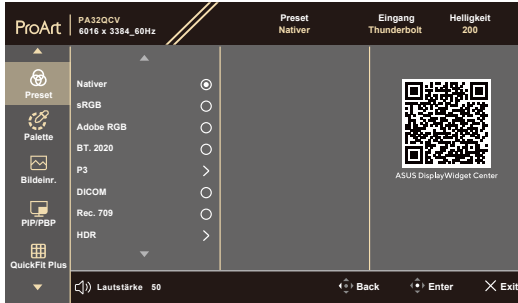 ProArt
PA32QCV
6016 x 3384_60Hz
Preset
Nativer
Eingang
Thunderbolt
Helligkeit
200
Preset
Palette
Bildeinr.
PIP/PBP
QuickFit Plus
Nativer
sRGB
Adobe RGB
BT. 2020
P3
DICOM
Rec. 709
HDR
ASUS DisplayWidget Center
Lautstärke 50
Back
Enter
Exit